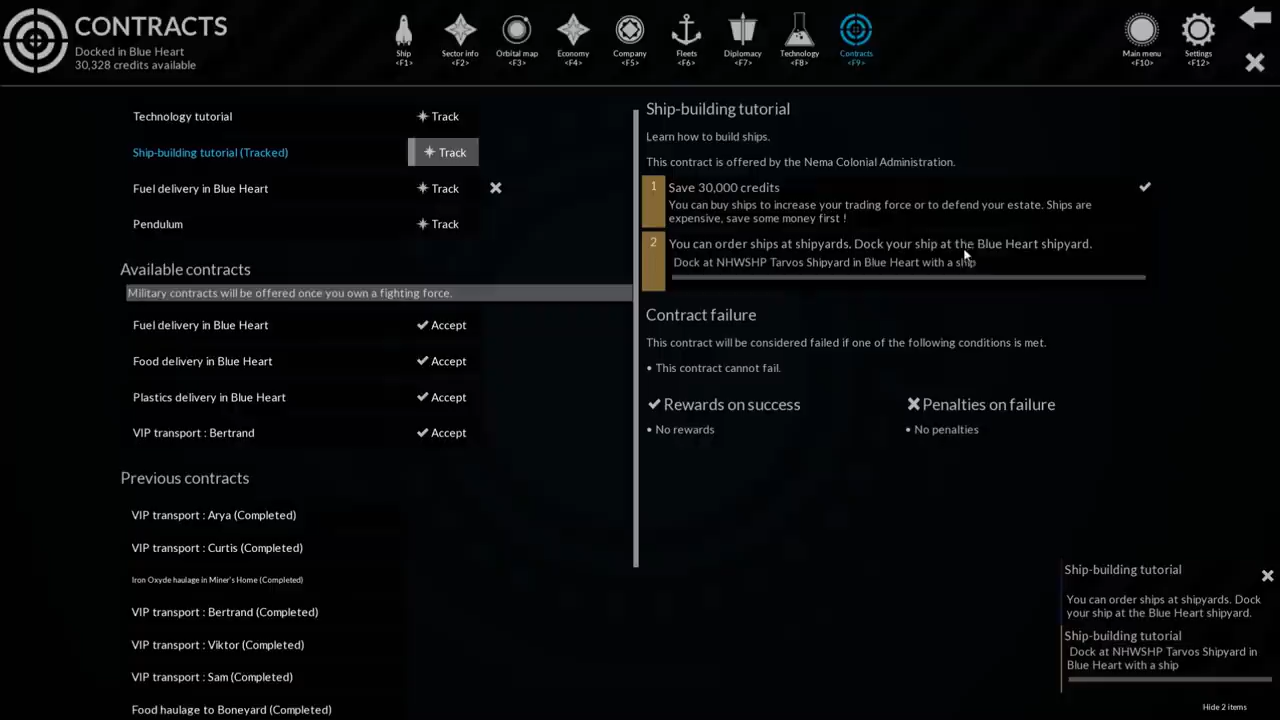 CONTRACTS
Docked in Blue Heart
30,328 credits available
Ship
<F1>
Sector info
<F2>
Orbital map
<F3>
Economy
<F4>
Company
<F5>
Fleets
<F6>
Diplomacy
<F7>
Technology
<F8>
Contracts
<F9>
Main menu
<F10>
Settings
<F12>
Technology tutorial
Track
Ship-building tutorial (Tracked)
Track
Fuel delivery in Blue Heart
Track
Pendulum
Track
Available contracts
Military contracts will be offered once you own a fighting force.
Fuel delivery in Blue Heart
Accept
Food delivery in Blue Heart
Accept
Plastics delivery in Blue Heart
Accept
VIP transport : Bertrand
Accept
Previous contracts
VIP transport : Arya (Completed)
VIP transport : Curtis (Completed)
Iron Oxyde haulage in Miner's Home (Completed)
VIP transport : Bertrand (Completed)
VIP transport : Viktor (Completed)
VIP transport : Sam (Completed)
Food haulage to Boneyard (Completed)
Ship-building tutorial
Learn how to build ships.
This contract is offered by the Nema Colonial Administration.
1
Save 30,000 credits
You can buy ships to increase your trading force or to defend your estate. Ships are
expensive, save some money first !
2
You can order ships at shipyards. Dock your ship at the Blue Heart shipyard.
Dock at NHWSHP Tarvos Shipyard in Blue Heart with a ship
Contract failure
This contract will be considered failed if one of the following conditions is met.
• This contract cannot fail.
Rewards on success
• No rewards
Penalties on failure
• No penalties
Ship-building tutorial
You can order ships at shipyards. Dock
your ship at the Blue Heart shipyard.
Ship-building tutorial
Dock at NHWSHP Tarvos Shipyard in
Blue Heart with a ship
Hide 2 items